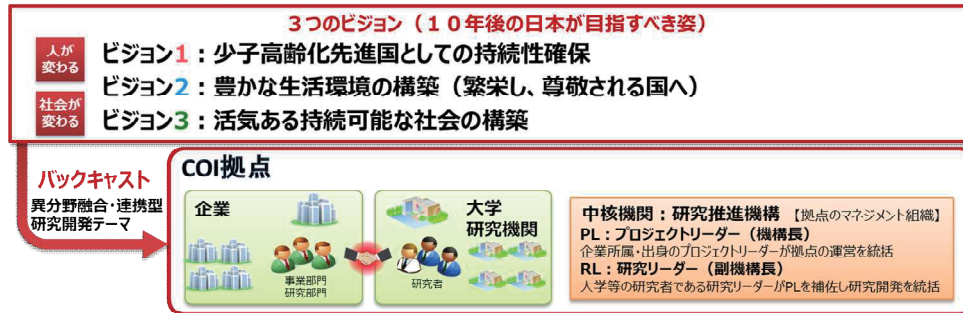 3つのビジョン(10年後の日本が目指すべき姿)
人が
変わる
ビジョン1：少子高齢化先進国としての持続性確保
ビジョン2：豊かな生活環境の構築(繁栄し、尊敬される国へ)
社会が
変わる
ビジョン3：活気ある持続可能な社会の構築
バックキャスト
異分野融合・連携型
研究開発テーマ
COI拠点
企業
事業部門
研究部門
大学
研究機関
研究者
中核機関：研究推進機構 【拠点のマネジメント組織】
PL：プロジェクトリーダー(機構長)
企業所属・出身のプロジェクトリーダーが拠点の運営を統括
RL：研究リーダー(副機構長)
大学等の研究者である研究リーダーがPLを補佐し研究開発を統括